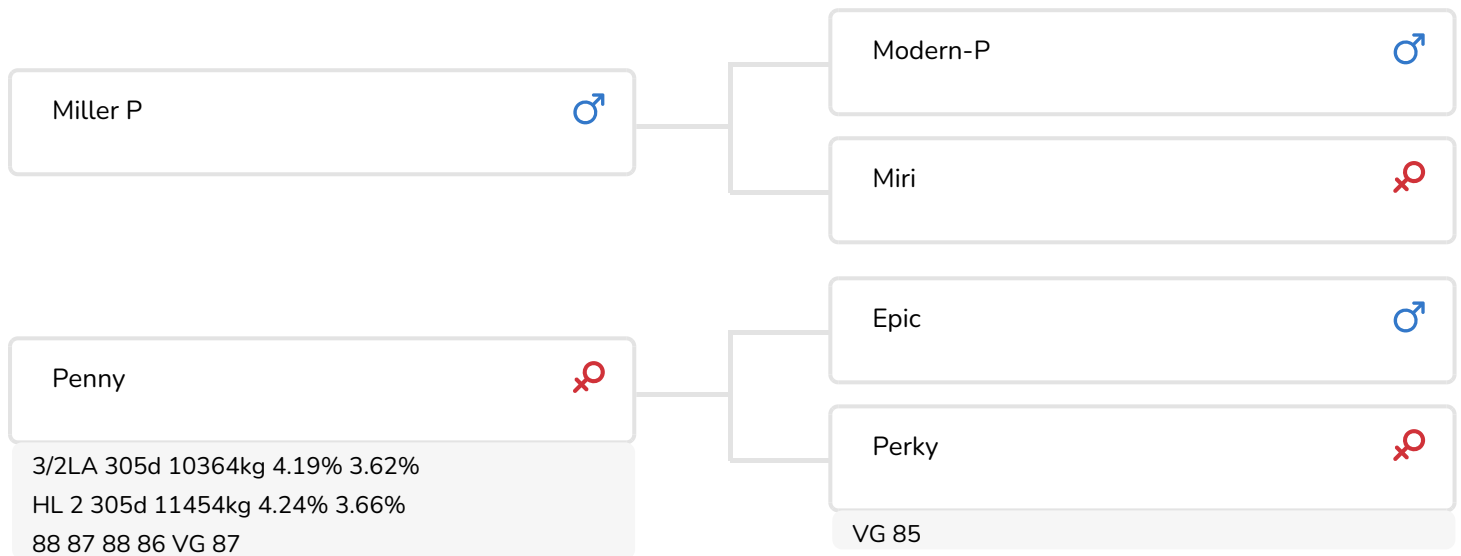 Miller P
Modern-P
Miri
Penny
3/2LA 305d 10364kg 4.19% 3.62%
HL 2 305d 11454kg 4.24% 3.66%
88 87 88 86 VG 87
Epic
Perky
VG 85